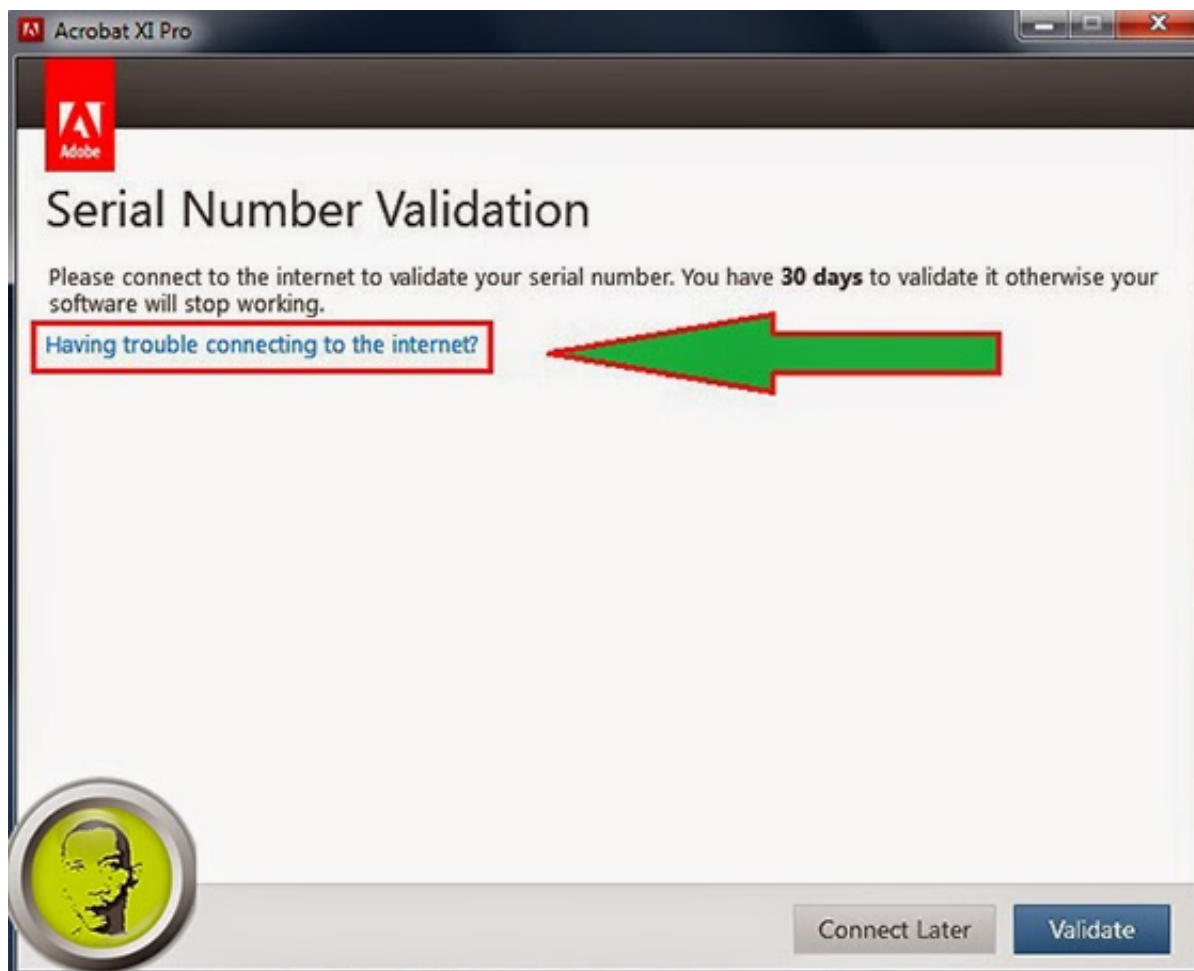 Acrobat XI Pro
Adobe
Serial Number Validation
Please connect to the internet to validate your serial number. You have 30 days to validate it otherwise your
software will stop working.
Having trouble connecting to the internet?
Connect Later
Validate